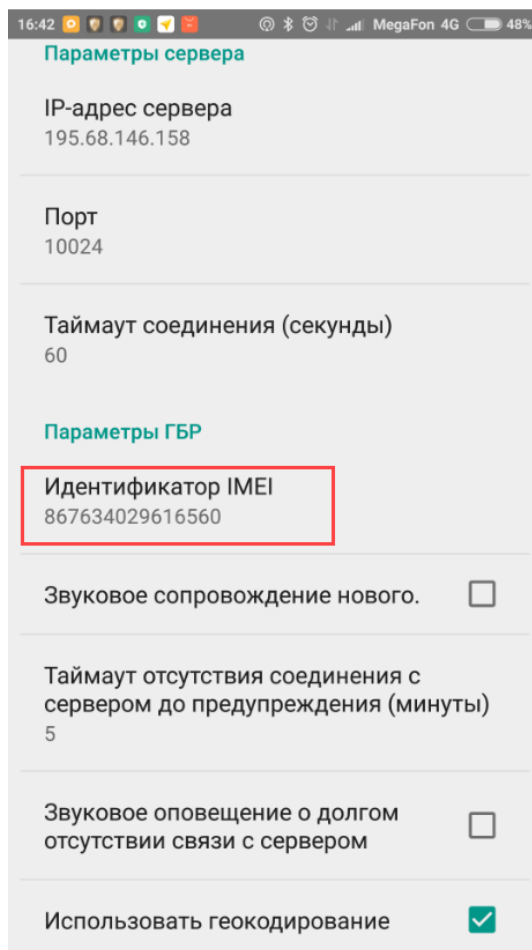 16:42 MegaFon 4G 48%
Параметры сервера
IP-адрес сервера
195.68.146.158
Порт
10024
Таймаут соединения (секунды)
60
Параметры ГБР
Идентификатор IMEI
867634029616560
Звуковое сопровождение нового.
Таймаут отсутствия соединения с
сервером до предупреждения (минуты)
5
Звуковое оповещение о долгом
отсутствии связи с сервером
Использовать геокодирование